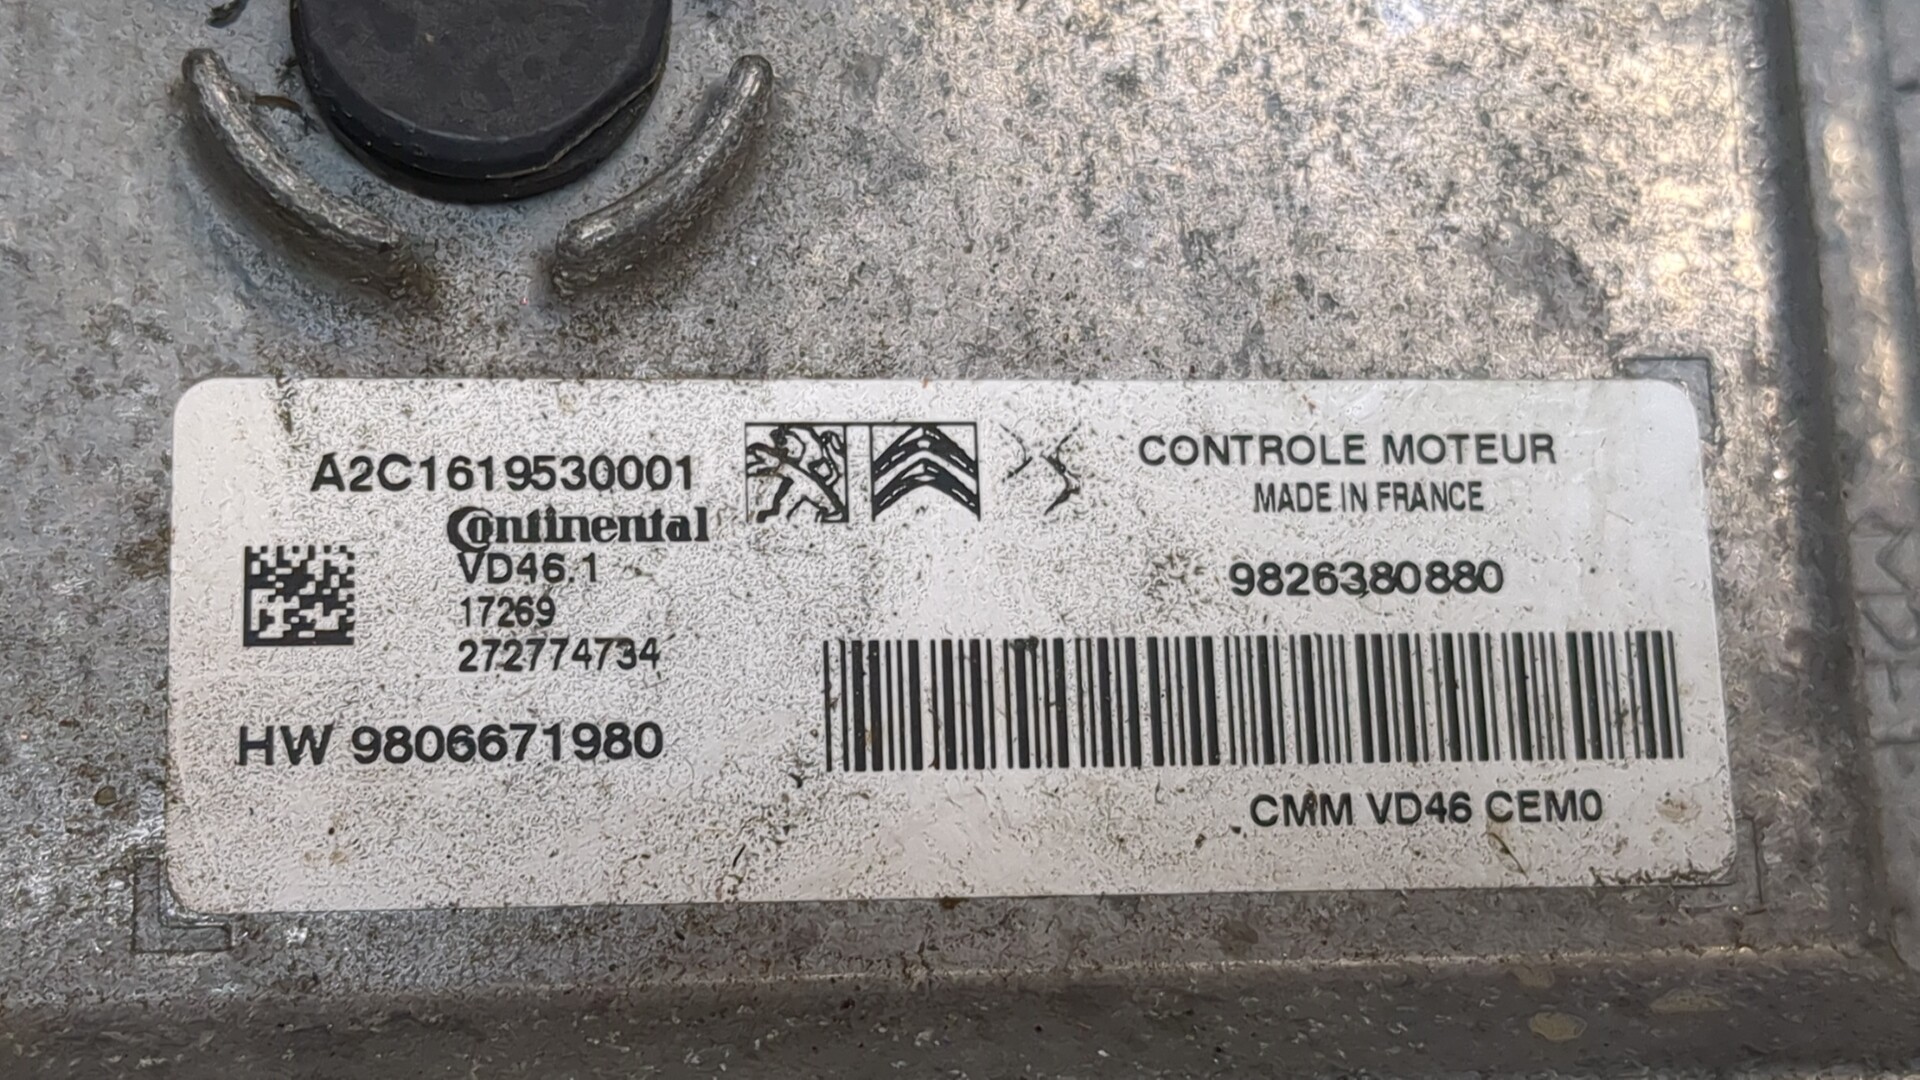 A2C1619530001
Continental
VD46.1
17269
272774734
HW 9806671980
CONTROLE MOTEUR
MADE IN FRANCE
9826380880
CMM VD46 CEM0